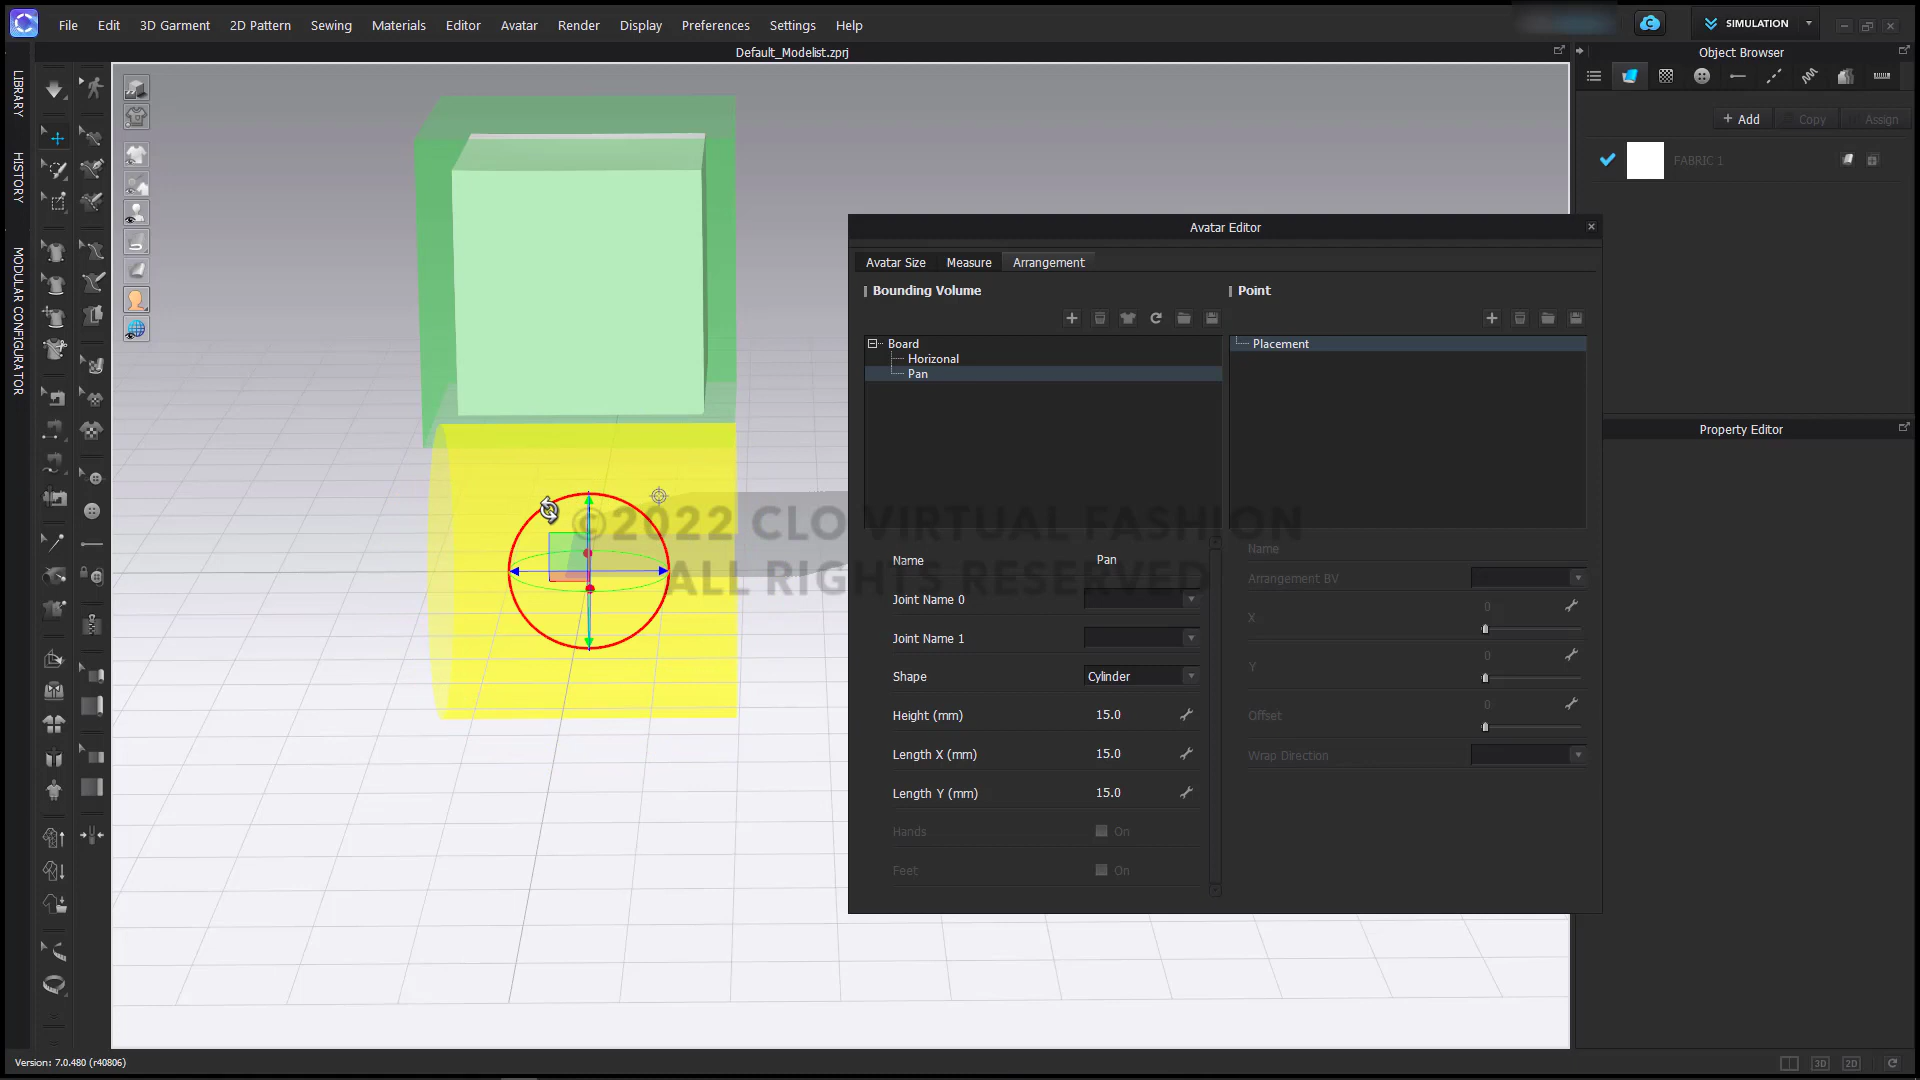 File Edit 3D Garment 2D Pattern Sewing Materials Editor Avatar Render Display Preferences Settings Help
SIMULATION
Default_Modelist.zprj
Object Browser
LIBRARY
HISTORY
MODULAR CONFIGURATOR
+ Add Copy Assign
FABRIC 1
Avatar Editor
Avatar Size Measure Arrangement
Bounding Volume
Point
Board
Horizonal
Pan
Placement
Property Editor
©2022 CLO VIRTUAL FASHION
ALL RIGHTS RESERVED
Name Pan
Joint Name 0
Joint Name 1
Shape Cylinder
Height (mm) 15.0
Length X (mm) 15.0
Length Y (mm) 15.0
Hands On
Feet On
Name
Arrangement BV
X 0
Y 0
Offset 0
Wrap Direction
Version: 7.0.480 (r40806)
3D 2D